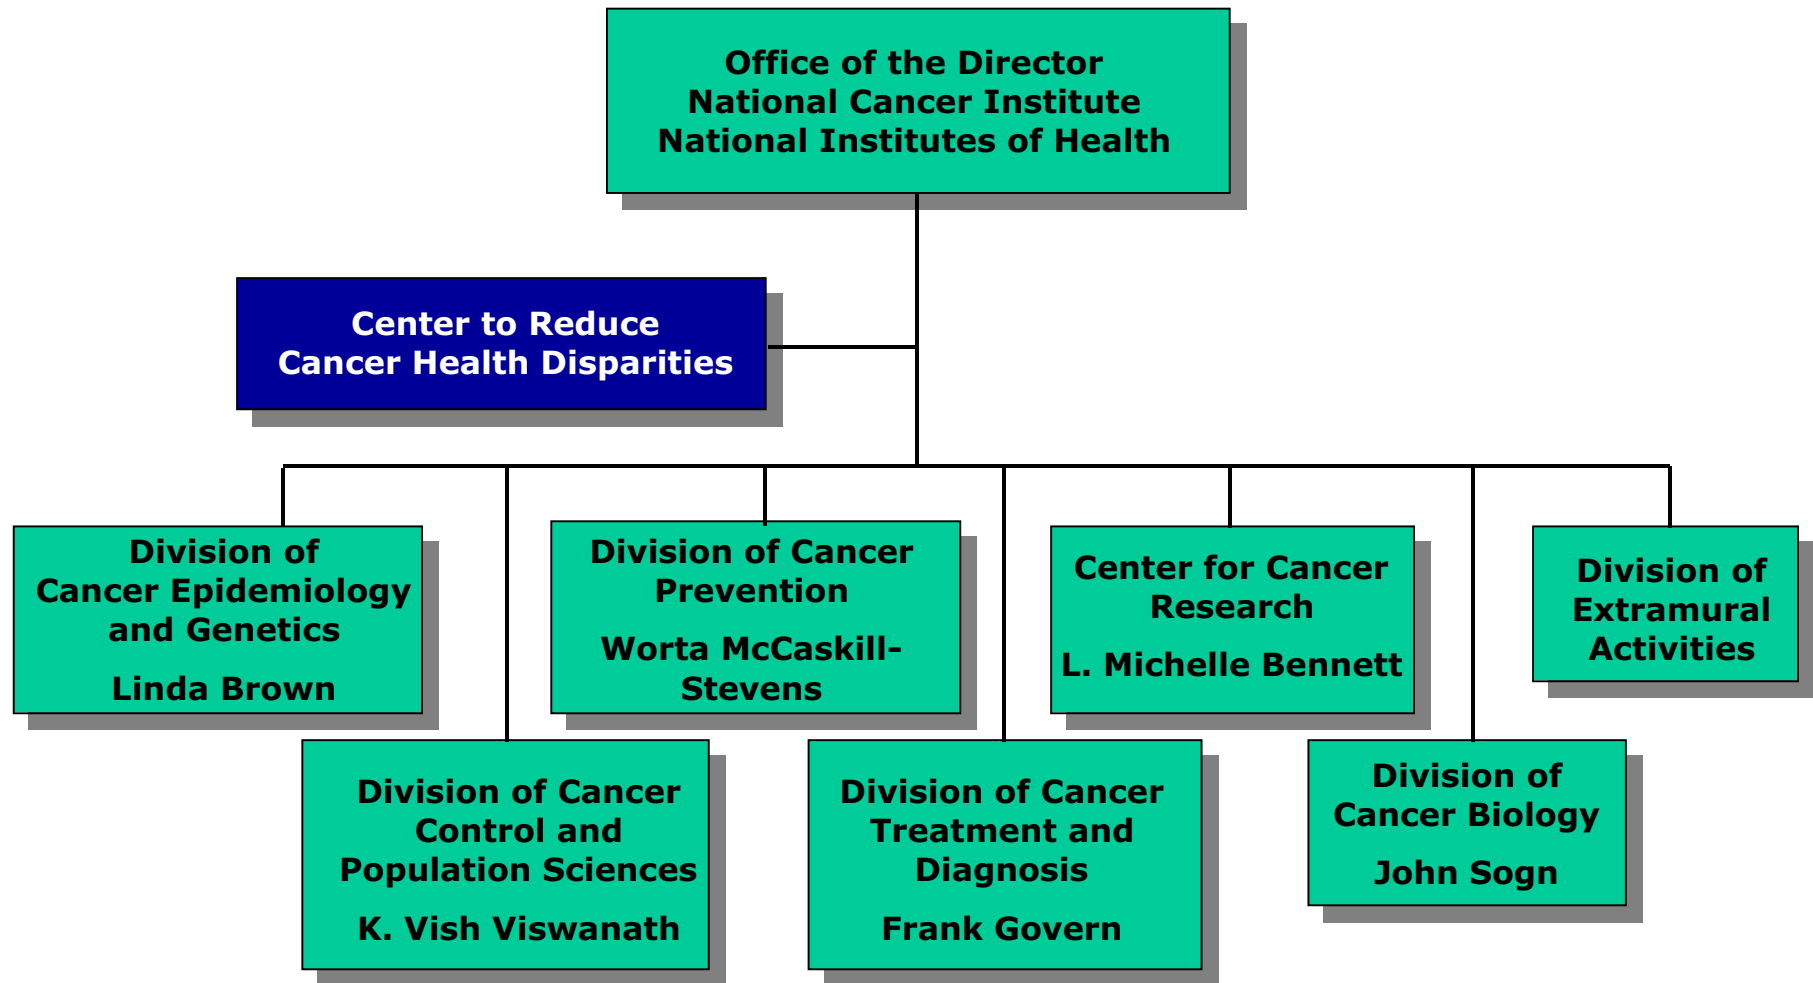 Office of the Director
National Cancer Institute
National Institutes of Health
Center to Reduce
Cancer Health Disparities
Division of
Cancer Epidemiology
and Genetics
Linda Brown
Division of Cancer
Prevention
Worta McCaskill-
Stevens
Center for Cancer
Research
L. Michelle Bennett
Division of
Extramural
Activities
Division of Cancer
Control and
Population Sciences
K. Vish Viswanath
Division of Cancer
Treatment and
Diagnosis
Frank Govern
Division of
Cancer Biology
John Sogn